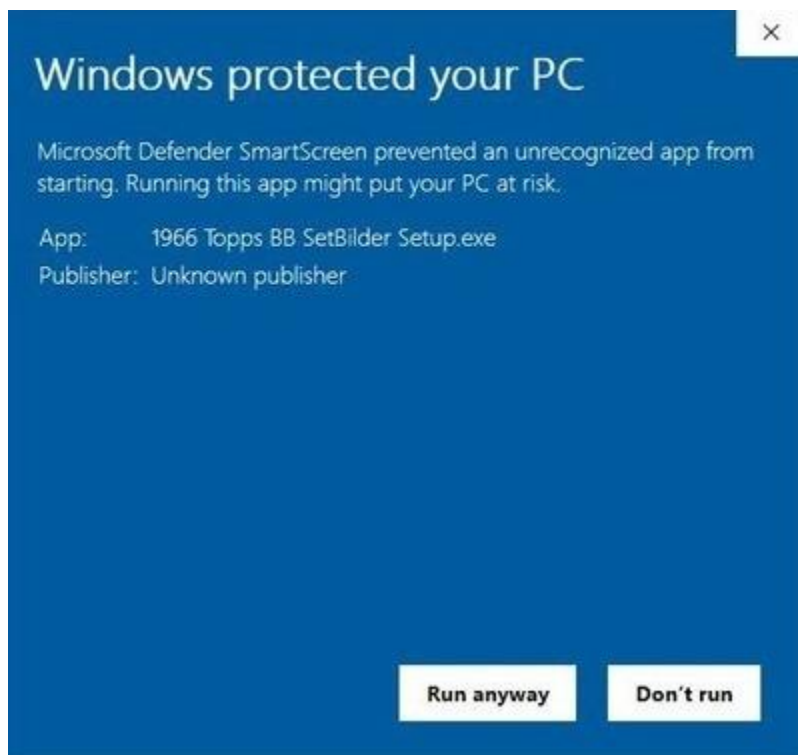 Windows protected your PC
Microsoft Defender SmartScreen prevented an unrecognized app from
starting. Running this app might put your PC at risk.
App: 1966 Topps BB SetBilder Setup.exe
Publisher: Unknown publisher
Run anyway Don't run